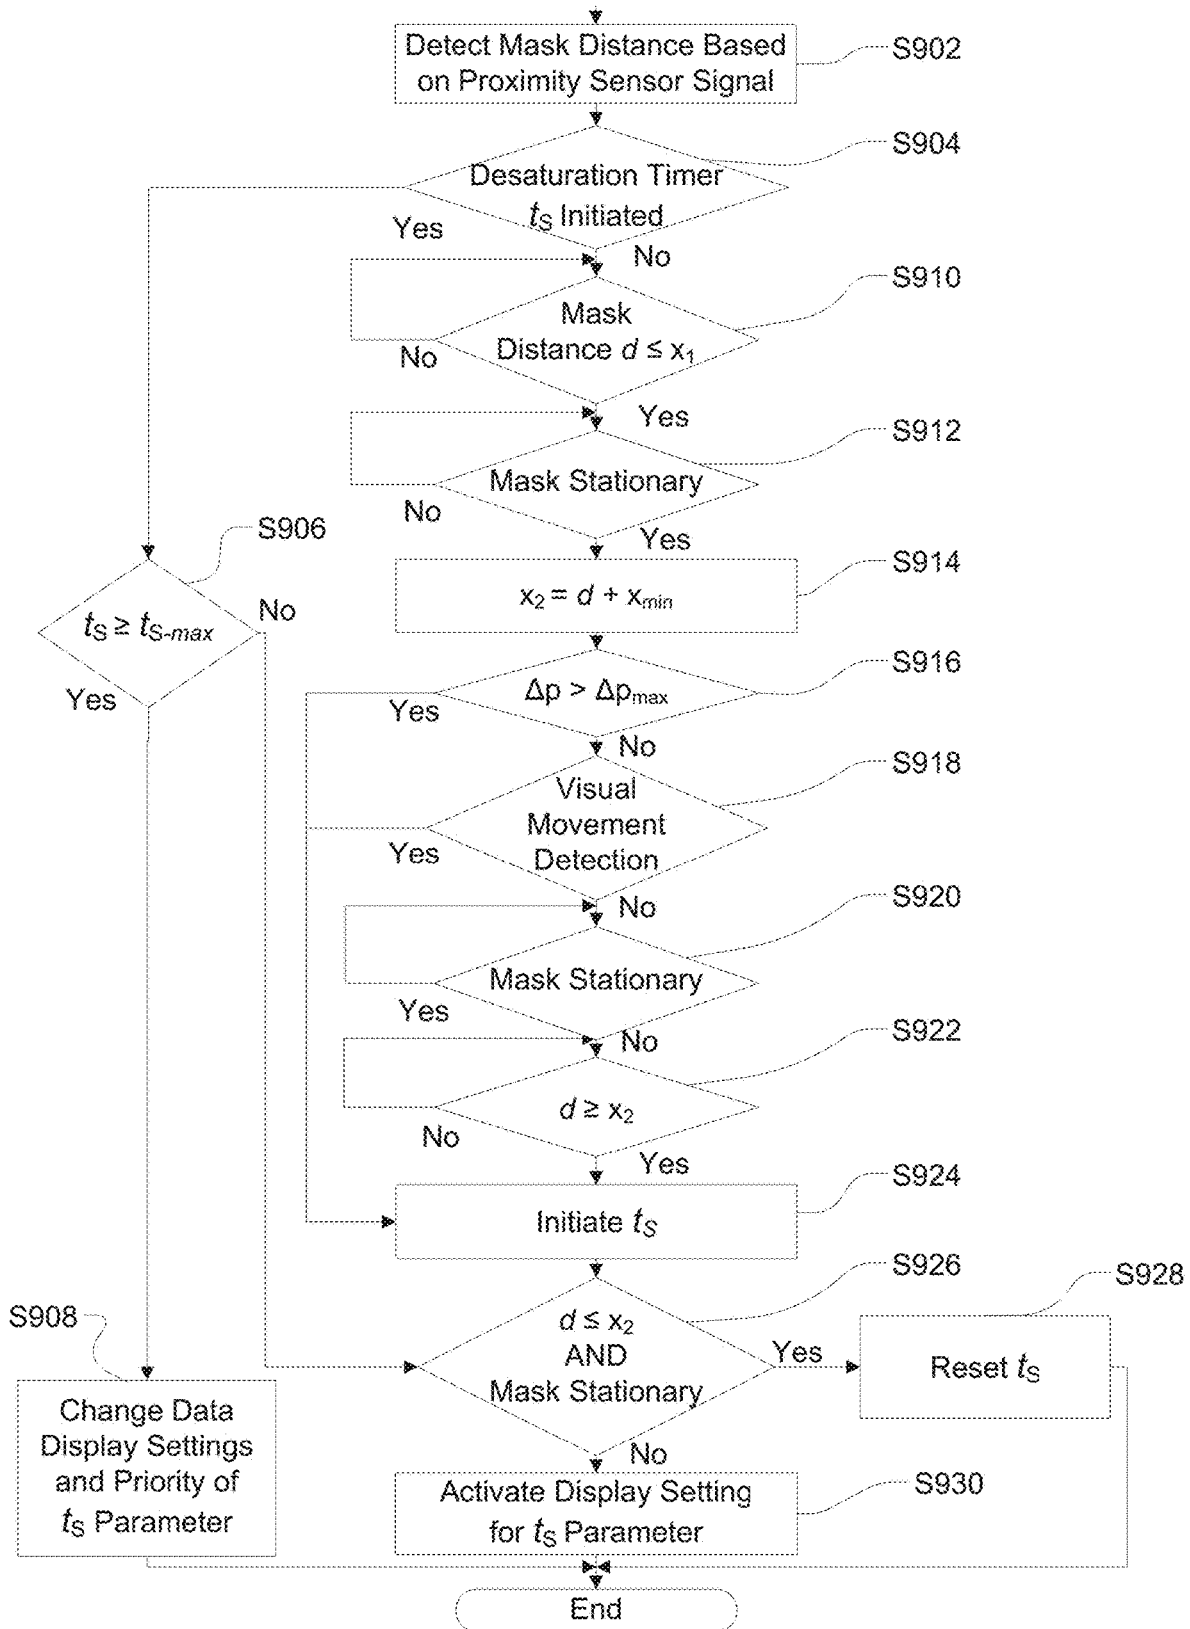 Detect Mask Distance Based
on Proximity Sensor Signal
S902
S904
Desaturation Timer
tS Initiated
Yes
No
S910
Mask
Distance d ≤ x1
No
Yes
S912
Mask Stationary
No
Yes
S906
tS ≥ tS-max
No
Yes
S914
x2 = d + xmin
S916
Δp > Δpmax
Yes
No
S918
Visual
Movement
Detection
Yes
No
S920
Mask Stationary
Yes
No
S922
d ≥ x2
No
Yes
S924
Initiate tS
S926
d ≤ x2
AND
Mask Stationary
Yes
No
S928
Reset tS
S908
Change Data
Display Settings
and Priority of
tS Parameter
S930
Activate Display Setting
for tS Parameter
End